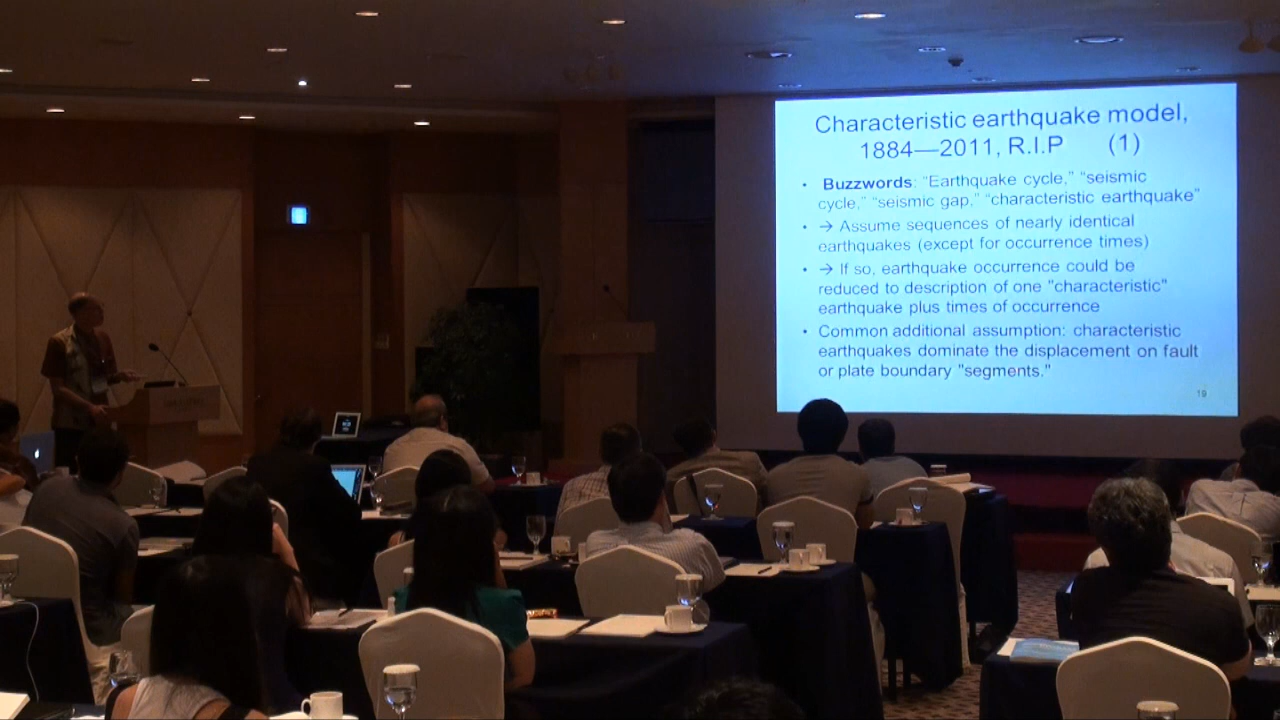 Characteristic earthquake model,
1884—2011, R.I.P (1)
• Buzzwords: “Earthquake cycle,” “seismic
cycle,” “seismic gap,” “characteristic earthquake”
• → Assume sequences of nearly identical
earthquakes (except for occurrence times)
• → If so, earthquake occurrence could be
reduced to description of one "characteristic"
earthquake plus times of occurrence
• Common additional assumption: characteristic
earthquakes dominate the displacement on fault
or plate boundary "segments."
19